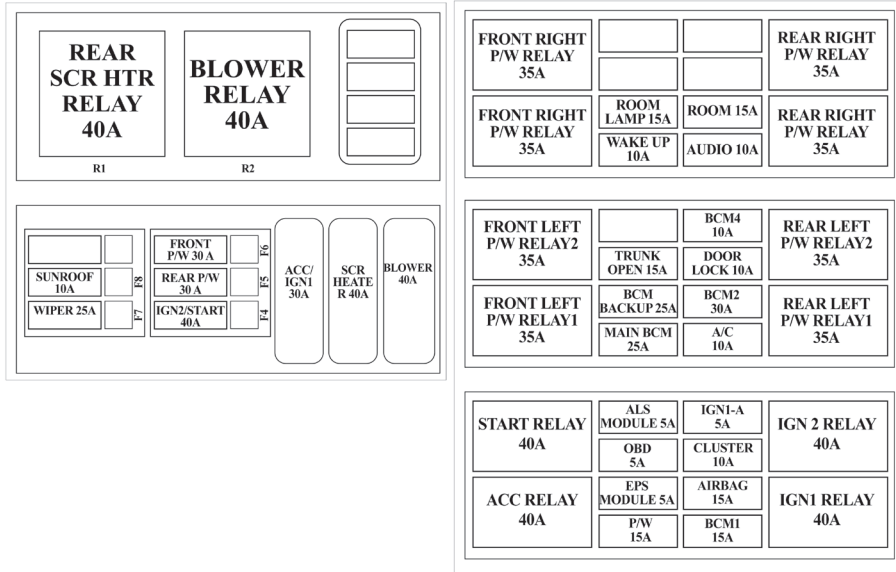 REAR
SCR HTR
RELAY
40A
R1
BLOWER
RELAY
40A
R2
SUNROOF
10A
F8
WIPER 25A
F7
FRONT
P/W 30 A
F6
REAR P/W
30 A
F5
IGN2/START
40A
F4
ACC/
IGN1
30A
SCR
HEATE
R 40A
BLOWER
40A
FRONT RIGHT
P/W RELAY
35A
REAR RIGHT
P/W RELAY
35A
FRONT RIGHT
P/W RELAY
35A
ROOM
LAMP 15A
ROOM 15A
WAKE UP
10A
AUDIO 10A
REAR RIGHT
P/W RELAY
35A
FRONT LEFT
P/W RELAY2
35A
BCM4
10A
TRUNK
OPEN 15A
DOOR
LOCK 10A
REAR LEFT
P/W RELAY2
35A
FRONT LEFT
P/W RELAY1
35A
BCM
BACKUP 25A
BCM2
30A
MAIN BCM
25A
A/C
10A
REAR LEFT
P/W RELAY1
35A
START RELAY
40A
ALS
MODULE 5A
IGN1-A
5A
OBD
5A
CLUSTER
10A
IGN 2 RELAY
40A
ACC RELAY
40A
EPS
MODULE 5A
AIRBAG
15A
P/W
15A
BCM1
15A
IGN1 RELAY
40A